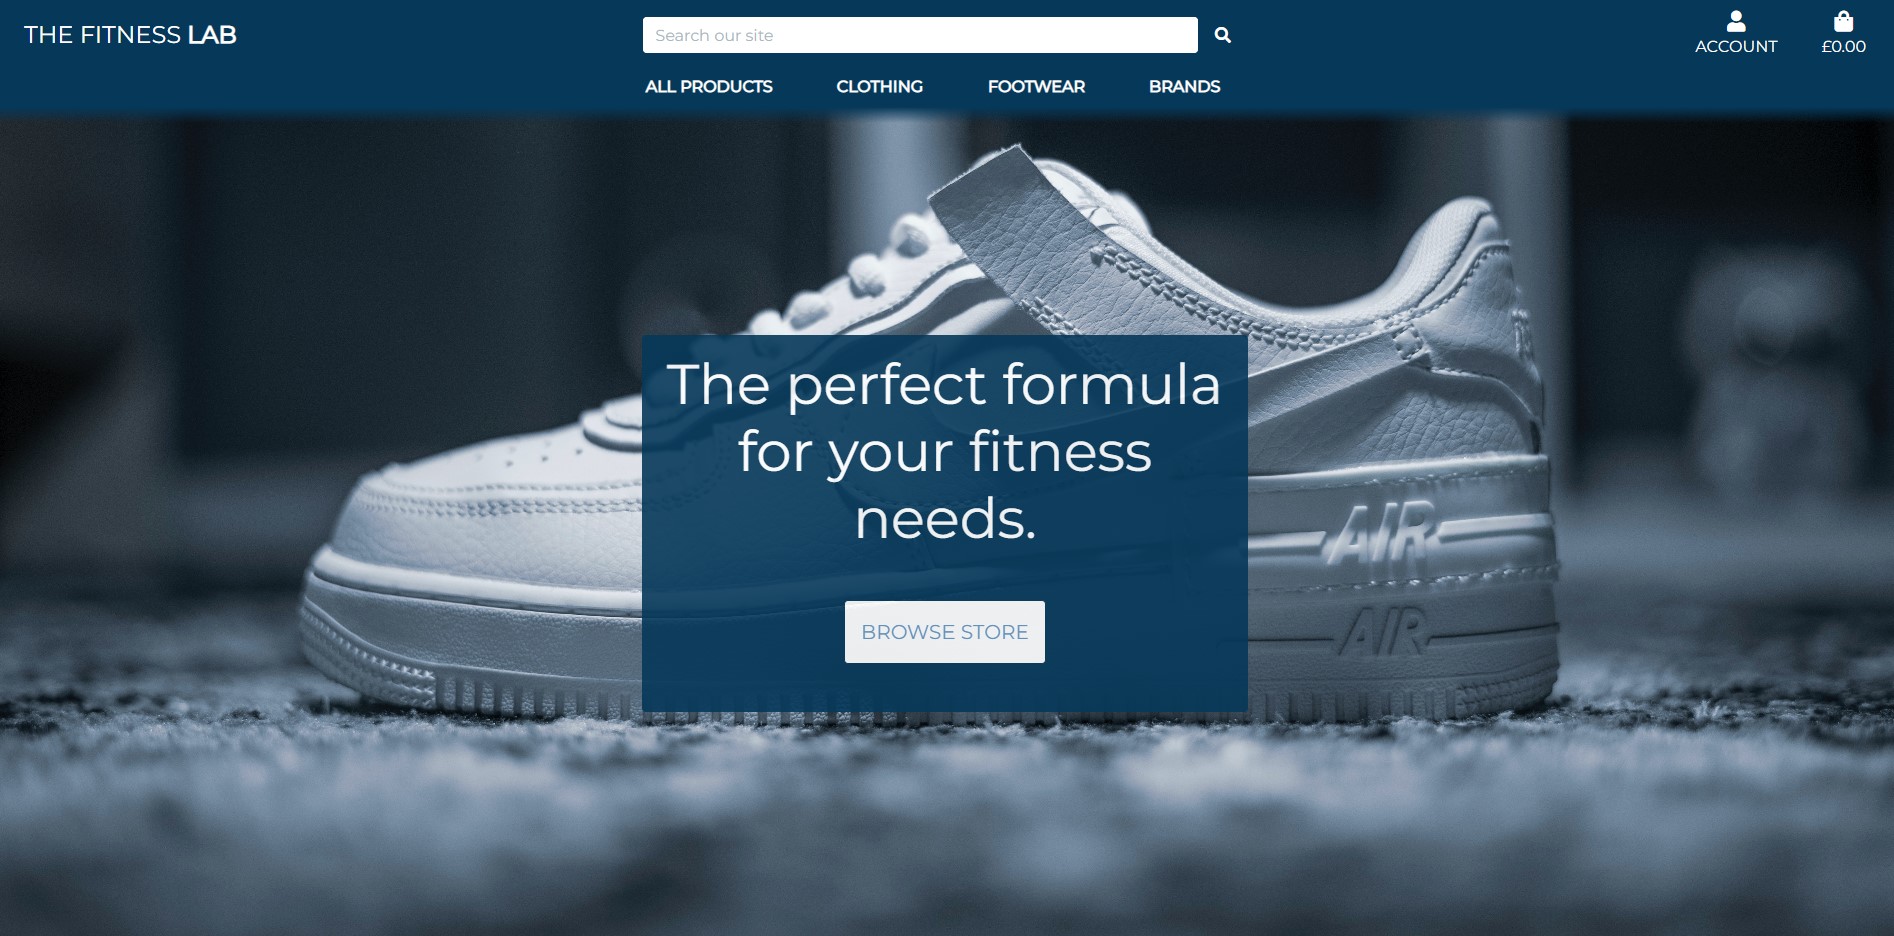 THE FITNESS LAB
Search our site
ACCOUNT
£0.00
ALL PRODUCTS
CLOTHING
FOOTWEAR
BRANDS
The perfect formula
for your fitness
needs.
BROWSE STORE
AIR
AIR